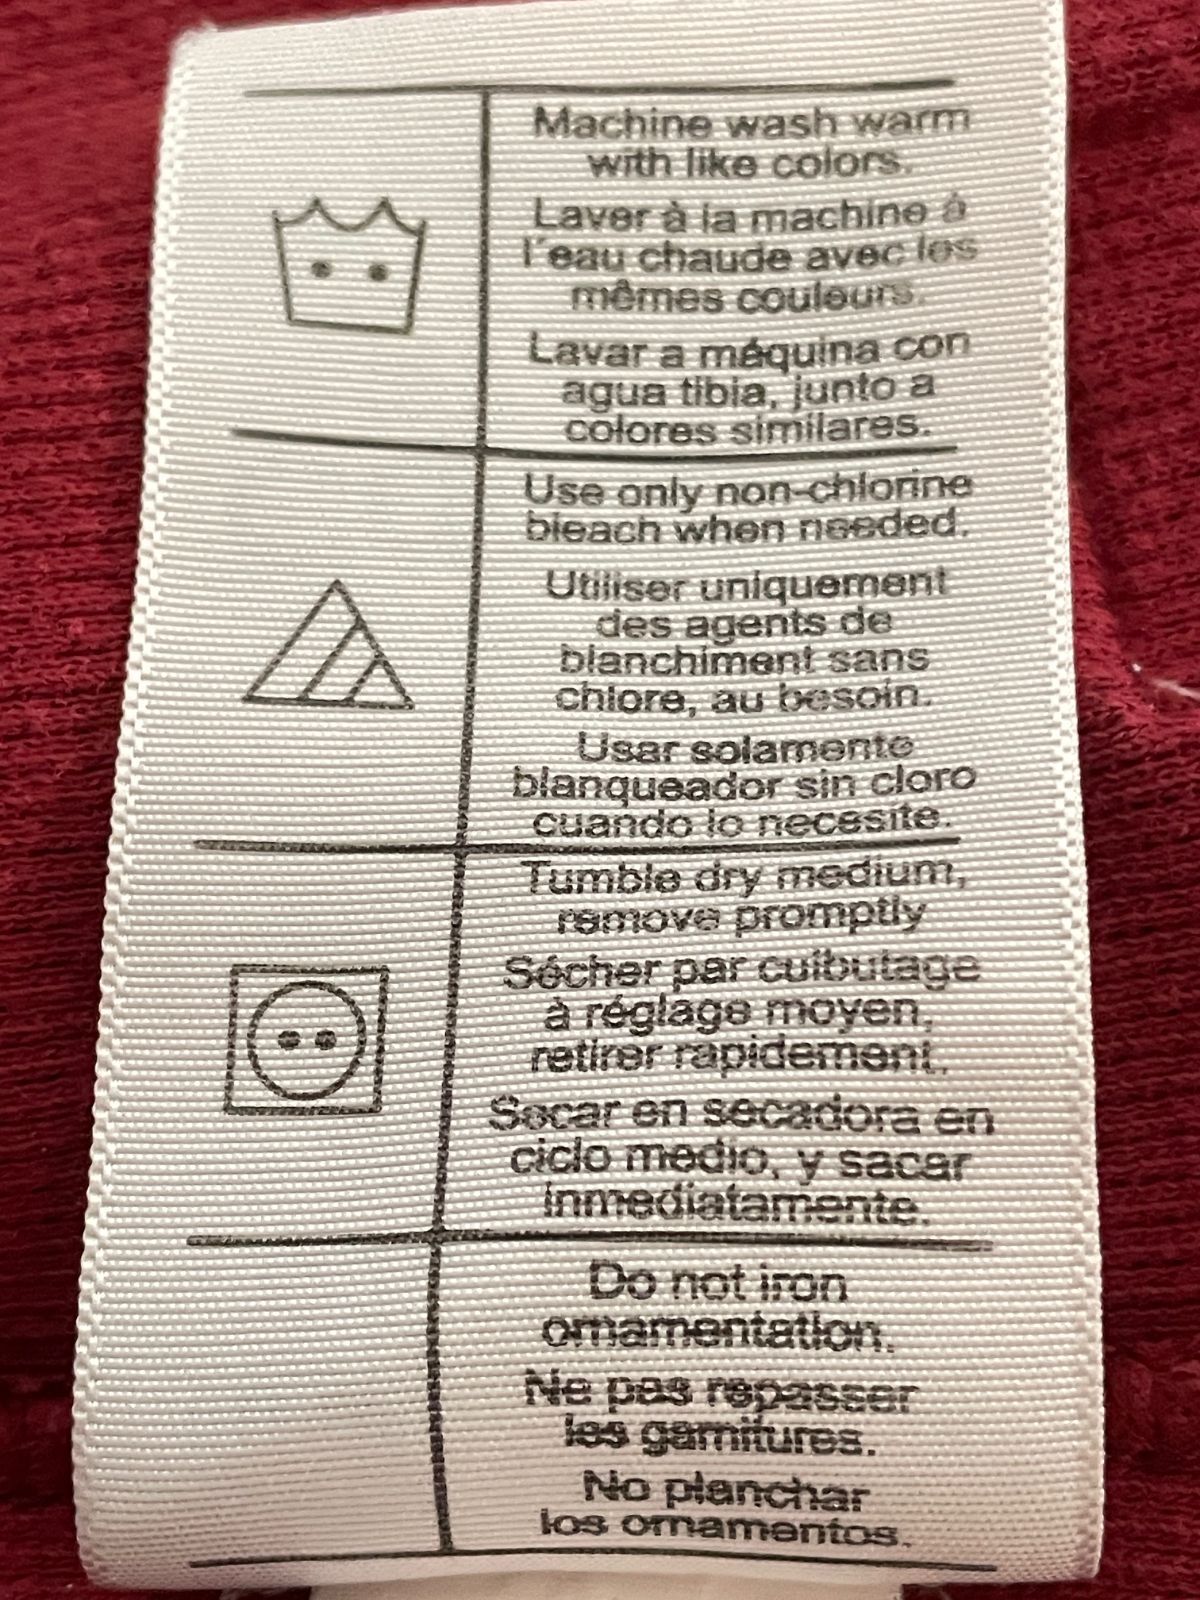 Machine wash warm
with like colors.
Laver à la machine à
l'eau chaude avec les
mêmes couleurs.
Lavar a máquina con
agua tibia, junto a
colores similares.
Use only non-chlorine
bleach when needed.
Utiliser uniquement
des agents de
blanchiment sans
chlore, au besoin.
Usar solamente
blanqueador sin cloro
cuando lo necesite.
Tumble dry medium,
remove promptly
Sécher par culbutage
à réglage moyen,
retirer rapidement.
Secar en secadora en
ciclo medio, y sacar
inmediatamente.
Do not iron
ornamentation.
Ne pas repasser
les garnitures.
No planchar
los ornamentos.